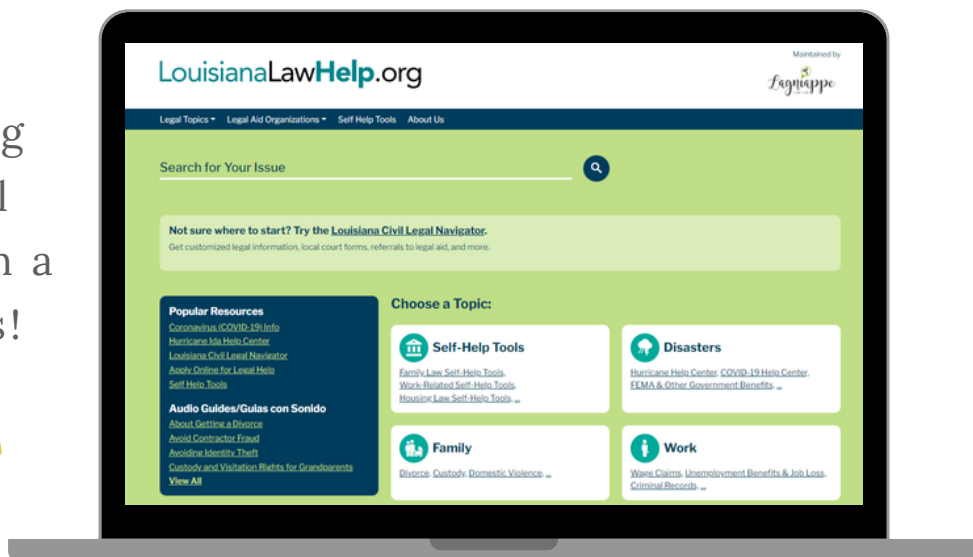 g
l
n a
s!
LouisianaLawHelp.org
Maintained by
Lagniappe
Legal Topics Legal Aid Organizations Self Help Tools About Us
Search for Your Issue
Not sure where to start? Try the Louisiana Civil Legal Navigator.
Get customized legal information, local court forms, referrals to legal aid, and more.
Popular Resources
Coronavirus (COVID-19) Info
Hurricane Ida Help Center
Louisiana Civil Legal Navigator
Apply Online for Legal Help
Self Help Tools
Audio Guides/Guias con Sonido
About Getting a Divorce
Avoid Contractor Fraud
Avoiding Identity Theft
Custody and Visitation Rights for Grandparents
View All
Choose a Topic:
Self-Help Tools
Family Law Self-Help Tools,
Work-Related Self-Help Tools,
Housing Law Self-Help Tools, ...
Disasters
Hurricane Help Center, COVID-19 Help Center,
FEMA & Other Government Benefits, ...
Family
Divorce, Custody, Domestic Violence, ...
Work
Wage Claims, Unemployment Benefits & Job Loss,
Criminal Records, ...